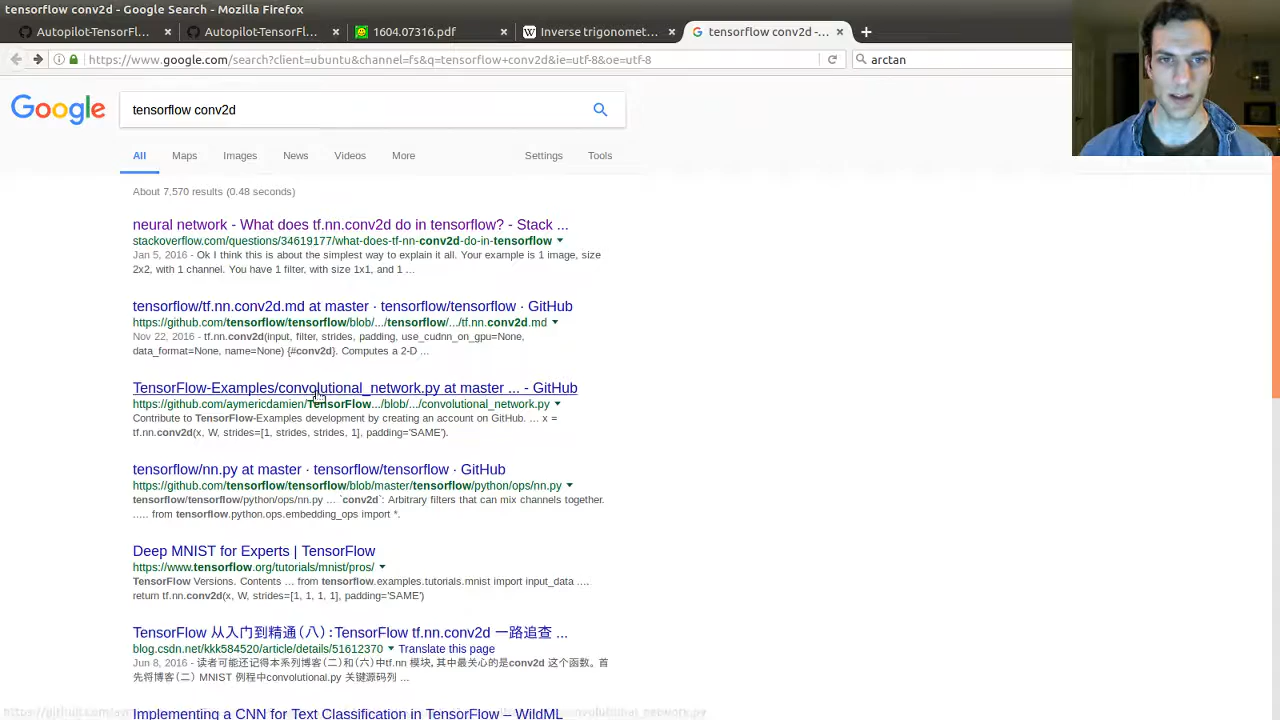 tensorflow conv2d - Google Search - Mozilla Firefox
Autopilot-TensorFl... × Autopilot-TensorFl... × 1604.07316.pdf × Inverse trigonomet... × tensorflow conv2d -... × +
https://www.google.com/search?client=ubuntu&channel=fs&q=tensorflow+conv2d&ie=utf-8&oe=utf-8 arctan
Google tensorflow conv2d
All Maps Images News Videos More Settings Tools
About 7,570 results (0.48 seconds)
neural network - What does tf.nn.conv2d do in tensorflow? - Stack ...
stackoverflow.com/questions/34619177/what-does-tf-nn-conv2d-do-in-tensorflow
Jan 5, 2016 - Ok I think this is about the simplest way to explain it all. Your example is 1 image, size
2x2, with 1 channel. You have 1 filter, with size 1x1, and 1 ...
tensorflow/tf.nn.conv2d.md at master · tensorflow/tensorflow · GitHub
https://github.com/tensorflow/tensorflow/blob/.../tensorflow/.../tf.nn.conv2d.md
Nov 22, 2016 - tf.nn.conv2d(input, filter, strides, padding, use_cudnn_on_gpu=None,
data_format=None, name=None) {#conv2d}. Computes a 2-D ...
TensorFlow-Examples/convolutional_network.py at master ... - GitHub
https://github.com/aymericdamien/TensorFlow.../blob/.../convolutional_network.py
Contribute to TensorFlow-Examples development by creating an account on GitHub. ... x =
tf.nn.conv2d(x, W, strides=[1, strides, strides, 1], padding='SAME').
tensorflow/nn.py at master · tensorflow/tensorflow · GitHub
https://github.com/tensorflow/tensorflow/blob/master/tensorflow/python/ops/nn.py
tensorflow/tensorflow/python/ops/nn.py ... `conv2d`: Arbitrary filters that can mix channels together.
..... from tensorflow.python.ops.embedding_ops import *.
Deep MNIST for Experts | TensorFlow
https://www.tensorflow.org/tutorials/mnist/pros/
TensorFlow Versions. Contents ... from tensorflow.examples.tutorials.mnist import input_data ....
return tf.nn.conv2d(x, W, strides=[1, 1, 1, 1], padding='SAME')
TensorFlow 从入门到精通（八）：TensorFlow tf.nn.conv2d 一路追查 ...
blog.csdn.net/kkk584520/article/details/51612370 Translate this page
Jun 8, 2016 - 读者可能还记得本系列博客（二）和（六）中tf.nn 模块，其中最关心的是conv2d 这个函数。 首
先将博客（二） MNIST 例程中convolutional.py 关键源码列 ...
Implementing a CNN for Text Classification in TensorFlow – WildML